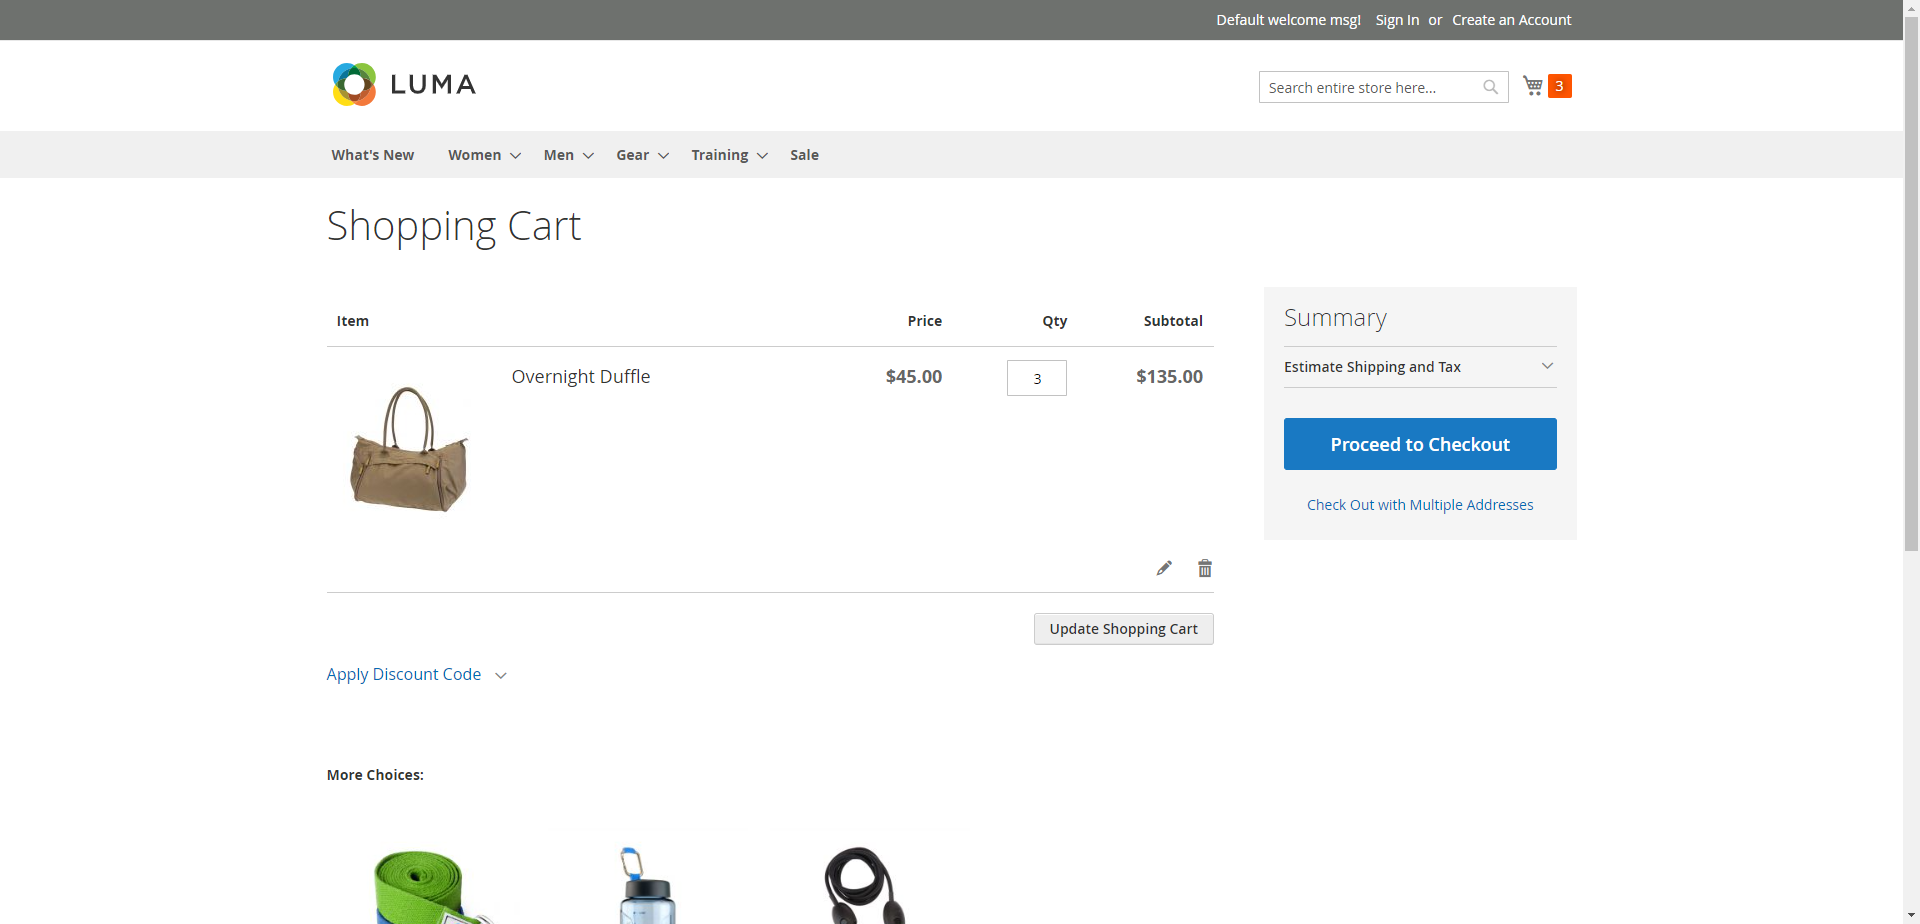 Default welcome msg! Sign In or Create an Account
LUMA
Search entire store here...
3
What's New Women Men Gear Training Sale
Shopping Cart
Item Price Qty Subtotal
Overnight Duffle $45.00 3 $135.00
Summary
Estimate Shipping and Tax
Proceed to Checkout
Check Out with Multiple Addresses
Update Shopping Cart
Apply Discount Code
More Choices: